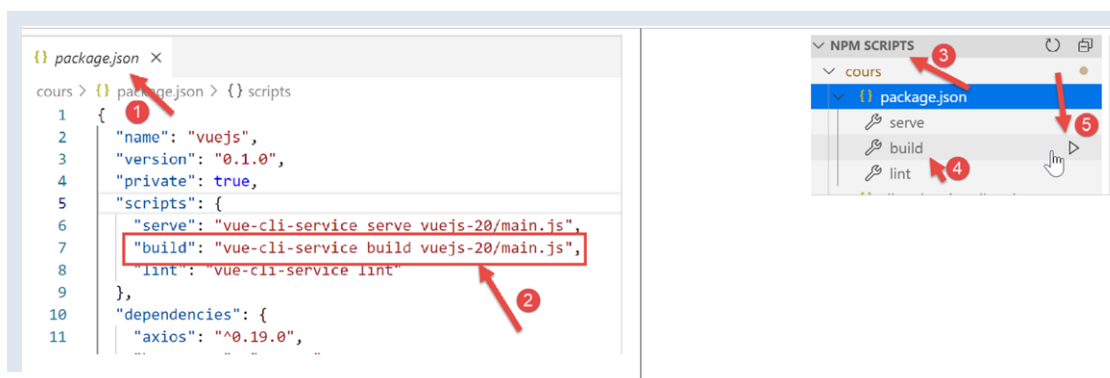 {} package.json ×
cours > {} package.json > {} scripts
1
1 {
2 "name": "vuejs",
3 "version": "0.1.0",
4 "private": true,
5 "scripts": {
6 "serve": "vue-cli-service serve vuejs-20/main.js",
7 "build": "vue-cli-service build vuejs-20/main.js",
8 "lint": "vue-cli-service lint"
2
9 },
10 "dependencies": {
11 "axios": "^0.19.0",
NPM SCRIPTS
3
cours
{} package.json
5
serve
build
4
lint